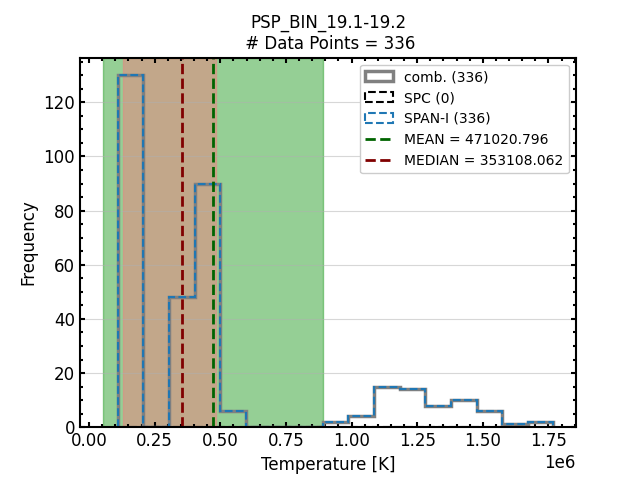 PSP_BIN_19.1-19.2
# Data Points = 336
comb. (336)
SPC (0)
SPAN-I (336)
MEAN = 471020.796
MEDIAN = 353108.062
Frequency
120
100
80
60
40
20
0
0.00 0.25 0.50 0.75 1.00 1.25 1.50 1.75
1e6
Temperature [K]